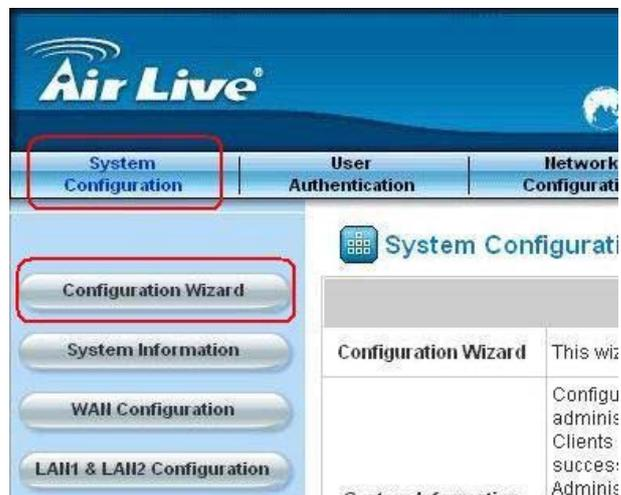 Air Live®
System Configuration
User Authentication
Network
Configurati
System Configurati
Configuration Wizard
System Information
WAN Configuration
LAN1 & LAN2 Configuration
Configuration Wizard
This wiz
Configu
adminis
Clients
success
Adminis